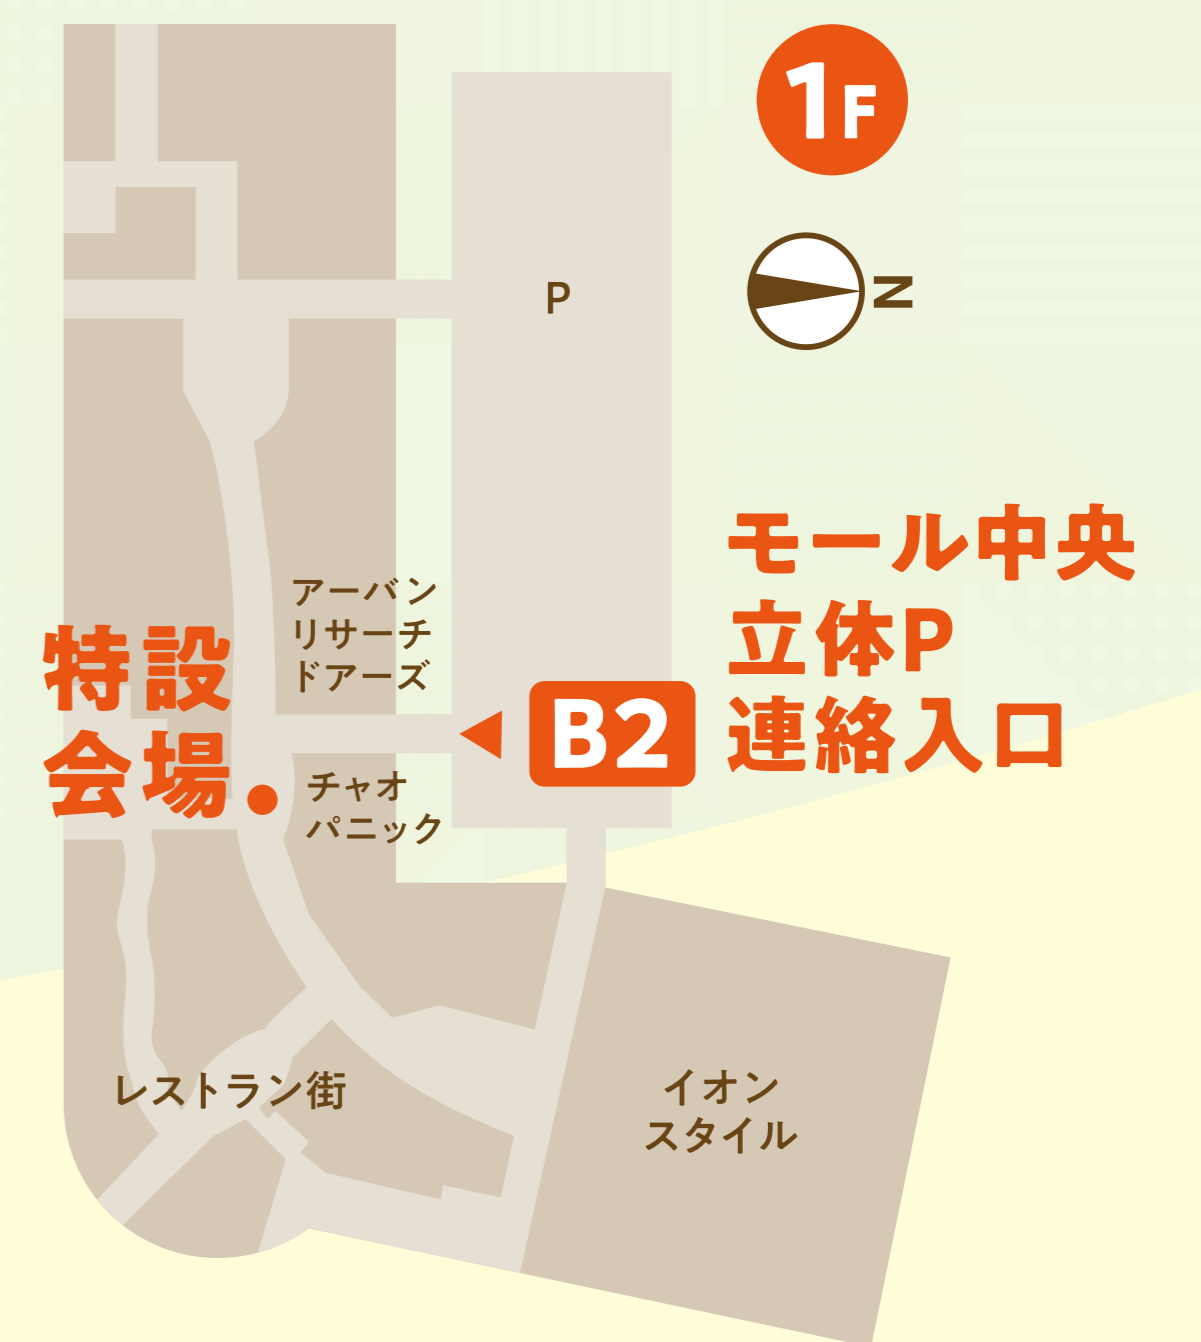 1F
N
P
モール中央
立体P
連絡入口
B2
アーバン
リサーチ
ドアーズ
特設
会場
チャオ
パニック
レストラン街
イオン
スタイル